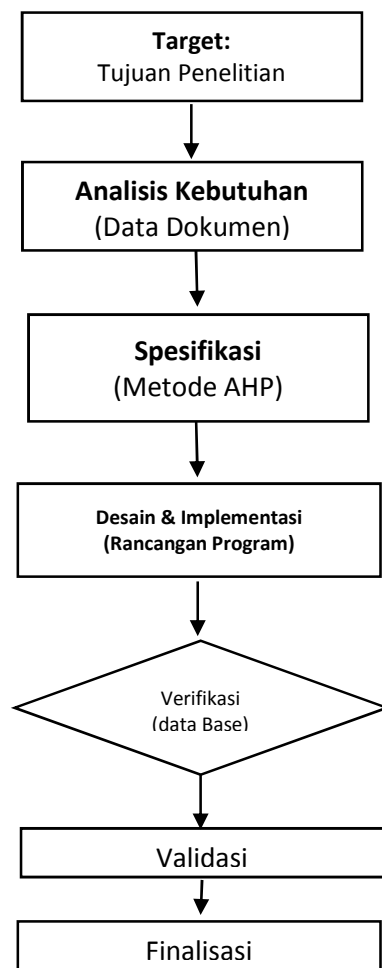 Target:
Tujuan Penelitian
Analisis Kebutuhan
(Data Dokumen)
Spesifikasi
(Metode AHP)
Desain & Implementasi
(Rancangan Program)
Verifikasi
(data Base)
Validasi
Finalisasi